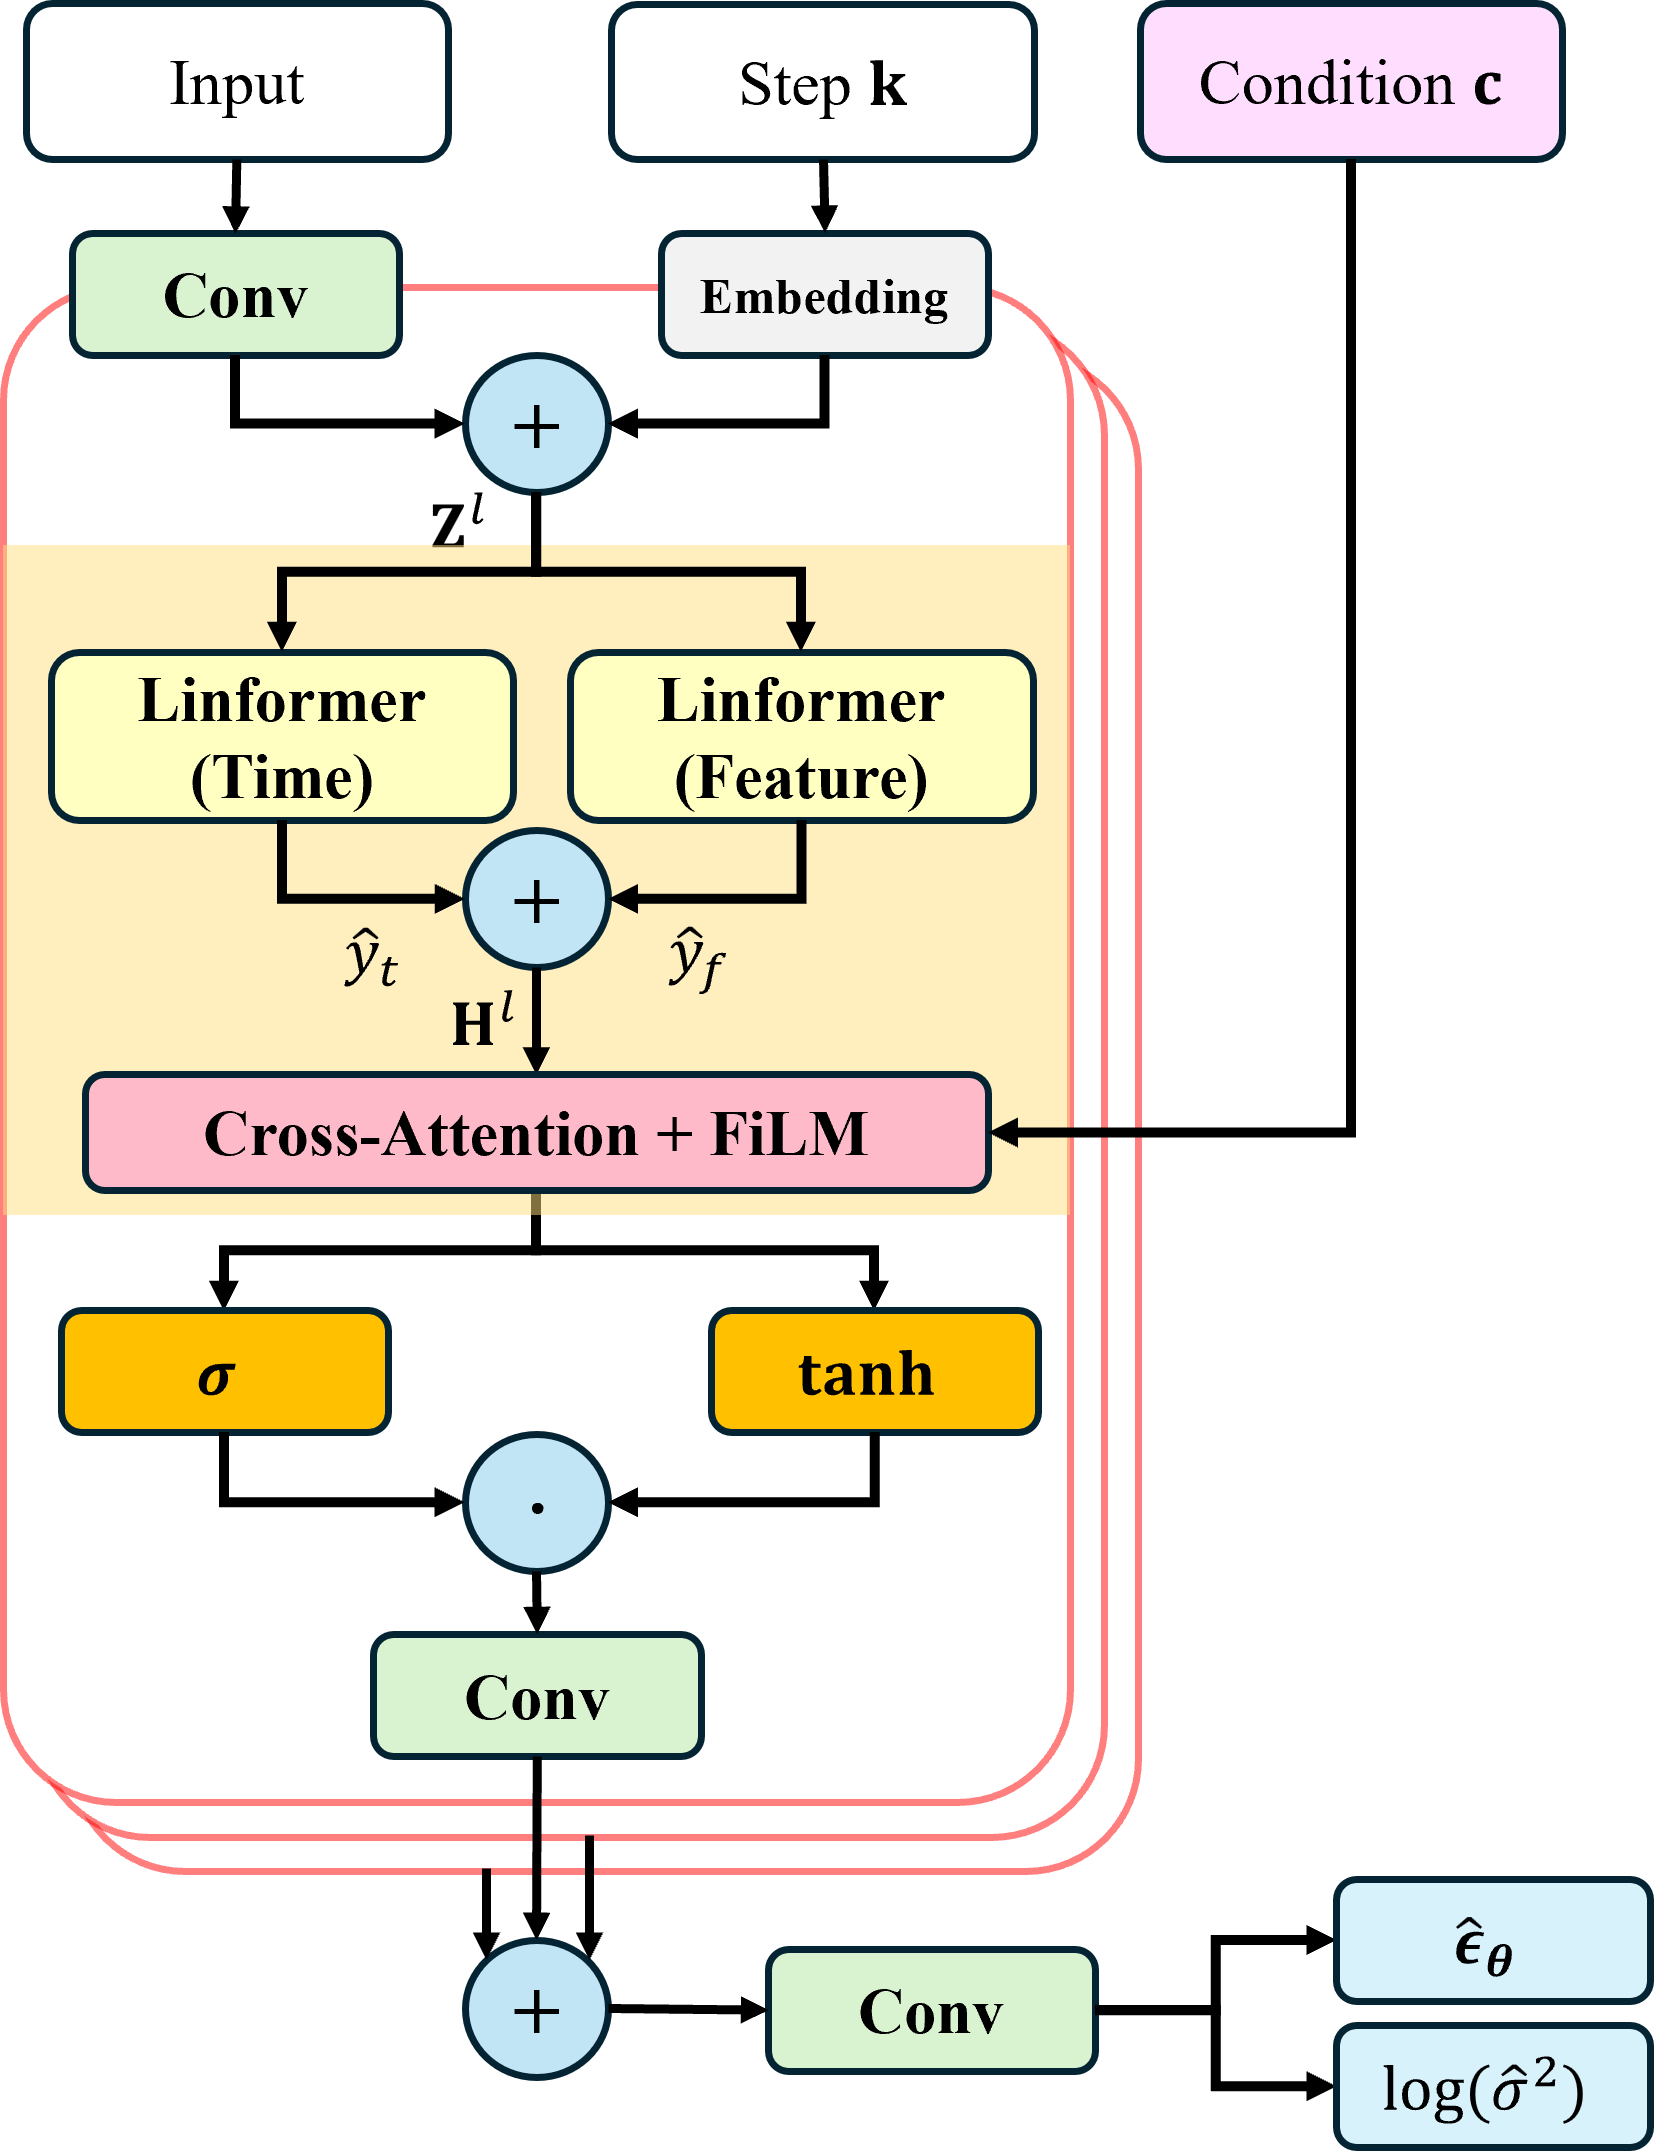 Input
Step k
Condition c
Conv
Embedding
+
Z^l
Linformer
(Time)
Linformer
(Feature)
+
ŷ_t
ŷ_f
H^l
Cross-Attention + FiLM
σ
tanh
·
Conv
+
Conv
ε̂_θ
log(σ̂²)